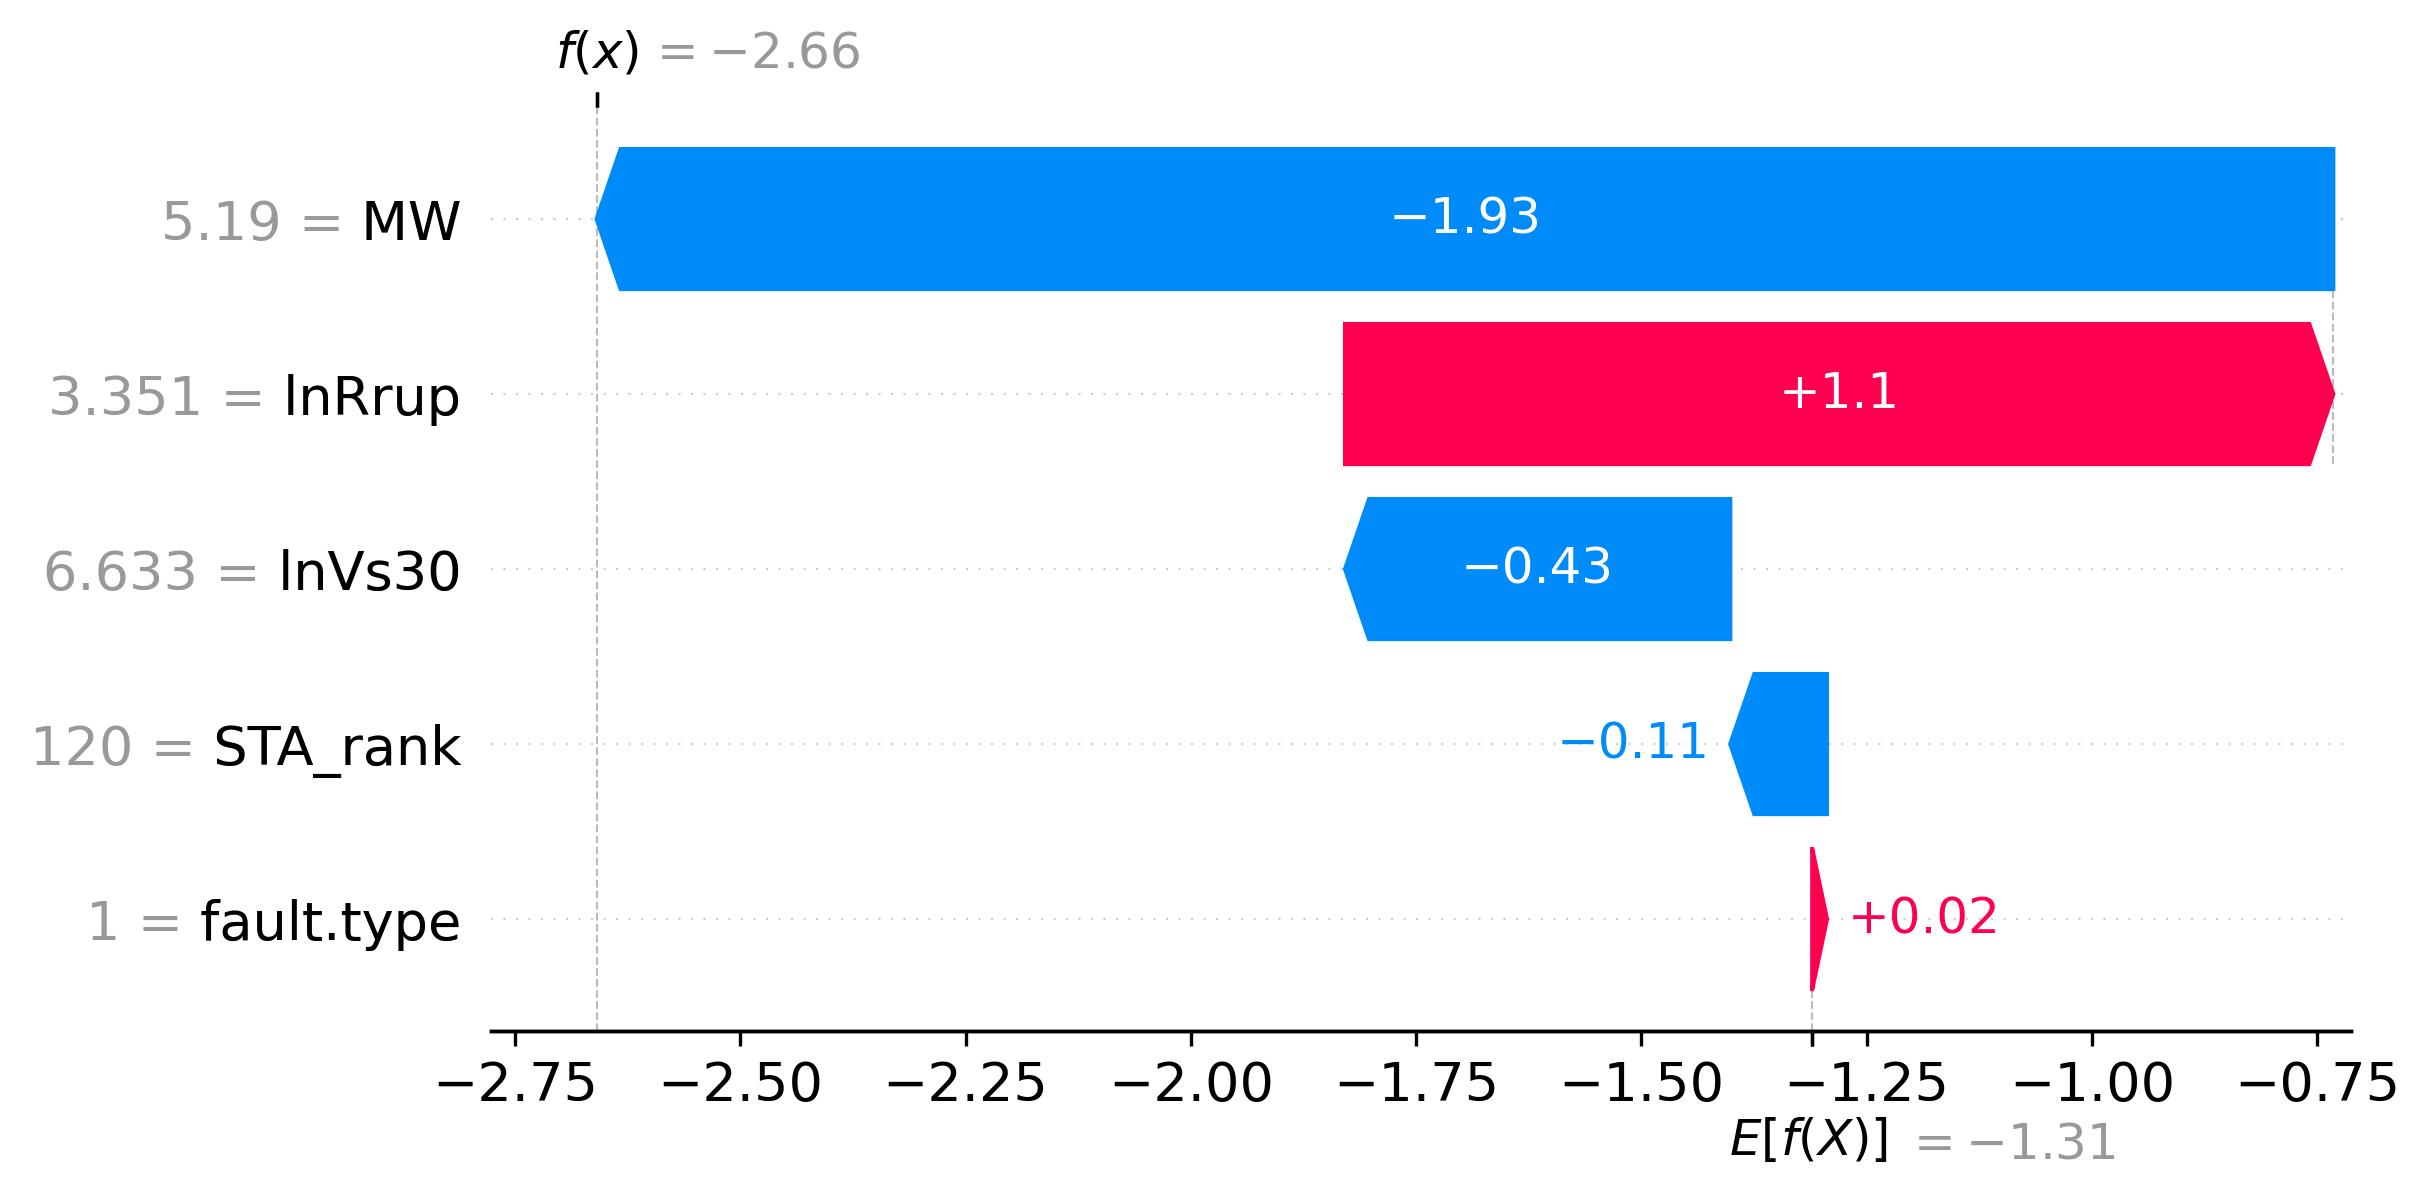 f(x) = −2.66
5.19 = MW −1.93
3.351 = lnRrup +1.1
6.633 = lnVs30 −0.43
120 = STA_rank −0.11
1 = fault.type +0.02
−2.75 −2.50 −2.25 −2.00 −1.75 −1.50 −1.25 −1.00 −0.75
E[f(X)] = −1.31